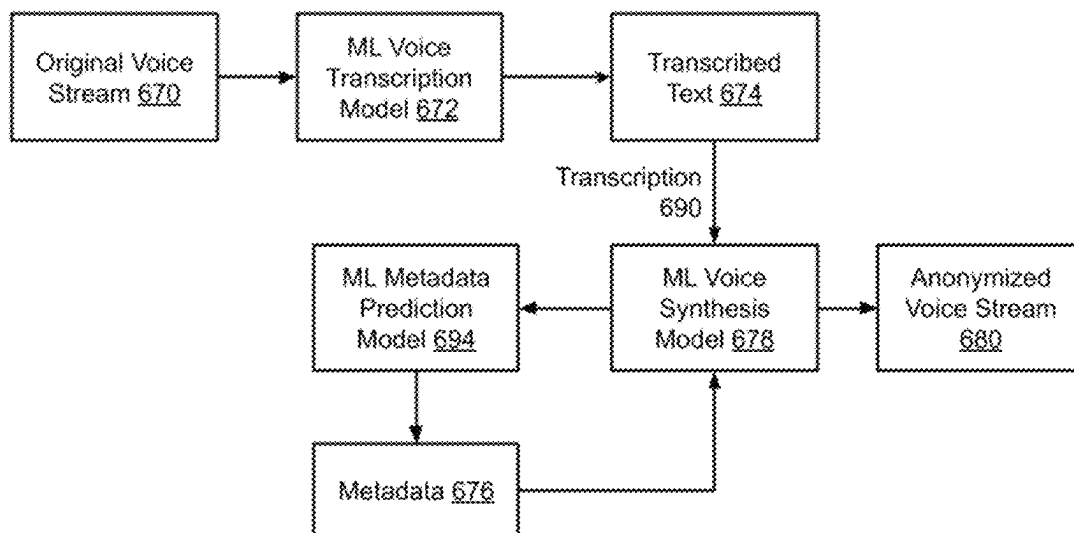 Original Voice
Stream 670
ML Voice
Transcription
Model 672
Transcribed
Text 674
Transcription
690
ML Metadata
Prediction
Model 694
ML Voice
Synthesis
Model 678
Anonymized
Voice Stream
680
Metadata 676